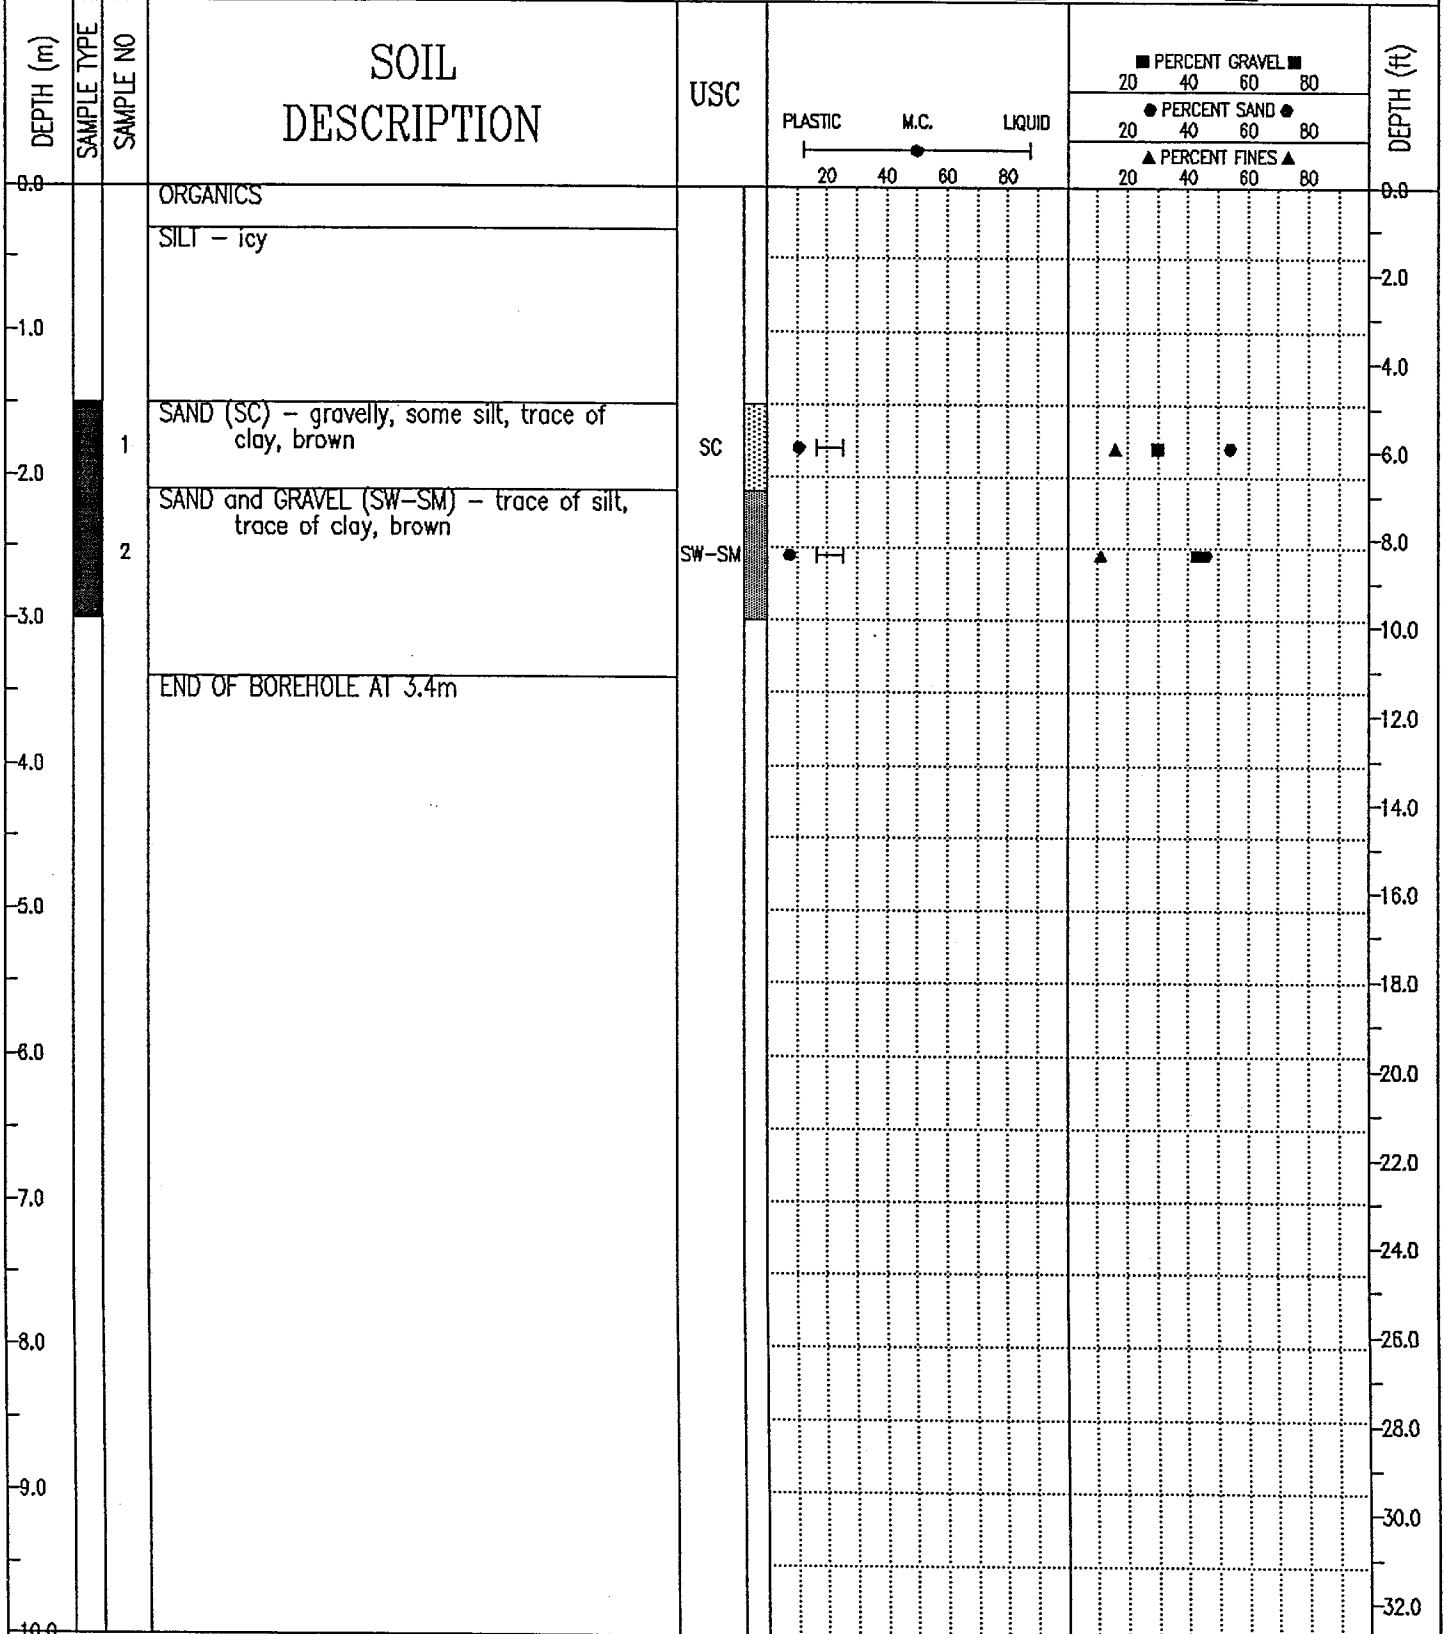 DEPTH (m)
SAMPLE TYPE
SAMPLE NO
SOIL
DESCRIPTION
USC
PLASTIC M.C. LIQUID
20 40 60 80
■ PERCENT GRAVEL ■
20 40 60 80
● PERCENT SAND ●
20 40 60 80
▲ PERCENT FINES ▲
20 40 60 80
DEPTH (ft)
0.0
1.0
2.0
3.0
4.0
5.0
6.0
7.0
8.0
9.0
10.0
1
2
ORGANICS
SILT – icy
SAND (SC) – gravelly, some silt, trace of
clay, brown
SAND and GRAVEL (SW–SM) – trace of silt,
trace of clay, brown
END OF BOREHOLE AT 3.4m
SC
SW–SM
0.0
2.0
4.0
6.0
8.0
10.0
12.0
14.0
16.0
18.0
20.0
22.0
24.0
26.0
28.0
30.0
32.0